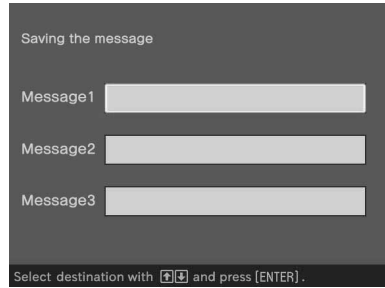 Saving the message
Message1
Message2
Message3
Select destination with ⬆⬇ and press [ENTER].